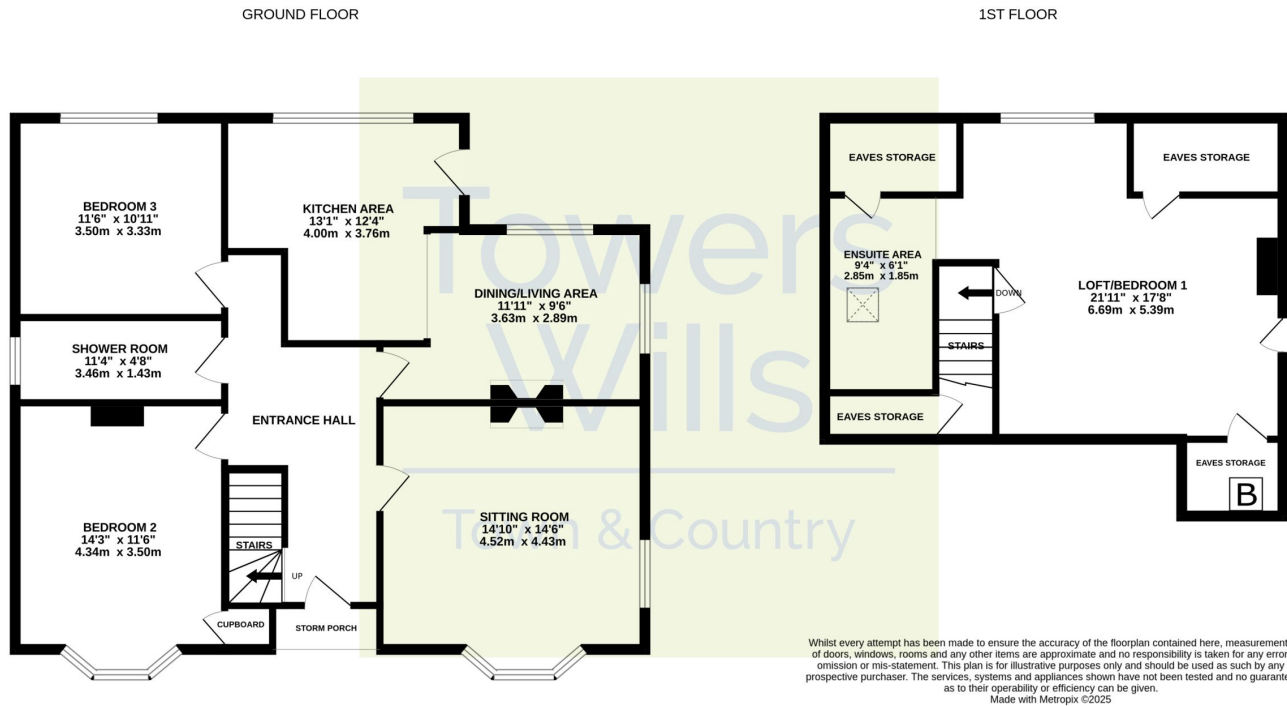 GROUND FLOOR
1ST FLOOR
BEDROOM 3
11'6" x 10'11"
3.50m x 3.33m
KITCHEN AREA
13'1" x 12'4"
4.00m x 3.76m
DINING/LIVING AREA
11'11" x 9'6"
3.63m x 2.89m
SHOWER ROOM
11'4" x 4'8"
3.46m x 1.43m
ENTRANCE HALL
BEDROOM 2
14'3" x 11'6"
4.34m x 3.50m
SITTING ROOM
14'10" x 14'6"
4.52m x 4.43m
STAIRS
UP
CUPBOARD
STORM PORCH
EAVES STORAGE
EAVES STORAGE
ENSUITE AREA
9'4" x 6'1"
2.85m x 1.85m
DOWN
LOFT/BEDROOM 1
21'11" x 17'8"
6.69m x 5.39m
STAIRS
EAVES STORAGE
EAVES STORAGE
B
Towers
Wills
Town & Country
Whilst every attempt has been made to ensure the accuracy of the floorplan contained here, measurement
of doors, windows, rooms and any other items are approximate and no responsibility is taken for any error
omission or mis-statement. This plan is for illustrative purposes only and should be used as such by any
prospective purchaser. The services, systems and appliances shown have not been tested and no guarante
as to their operability or efficiency can be given.
Made with Metropix ©2025